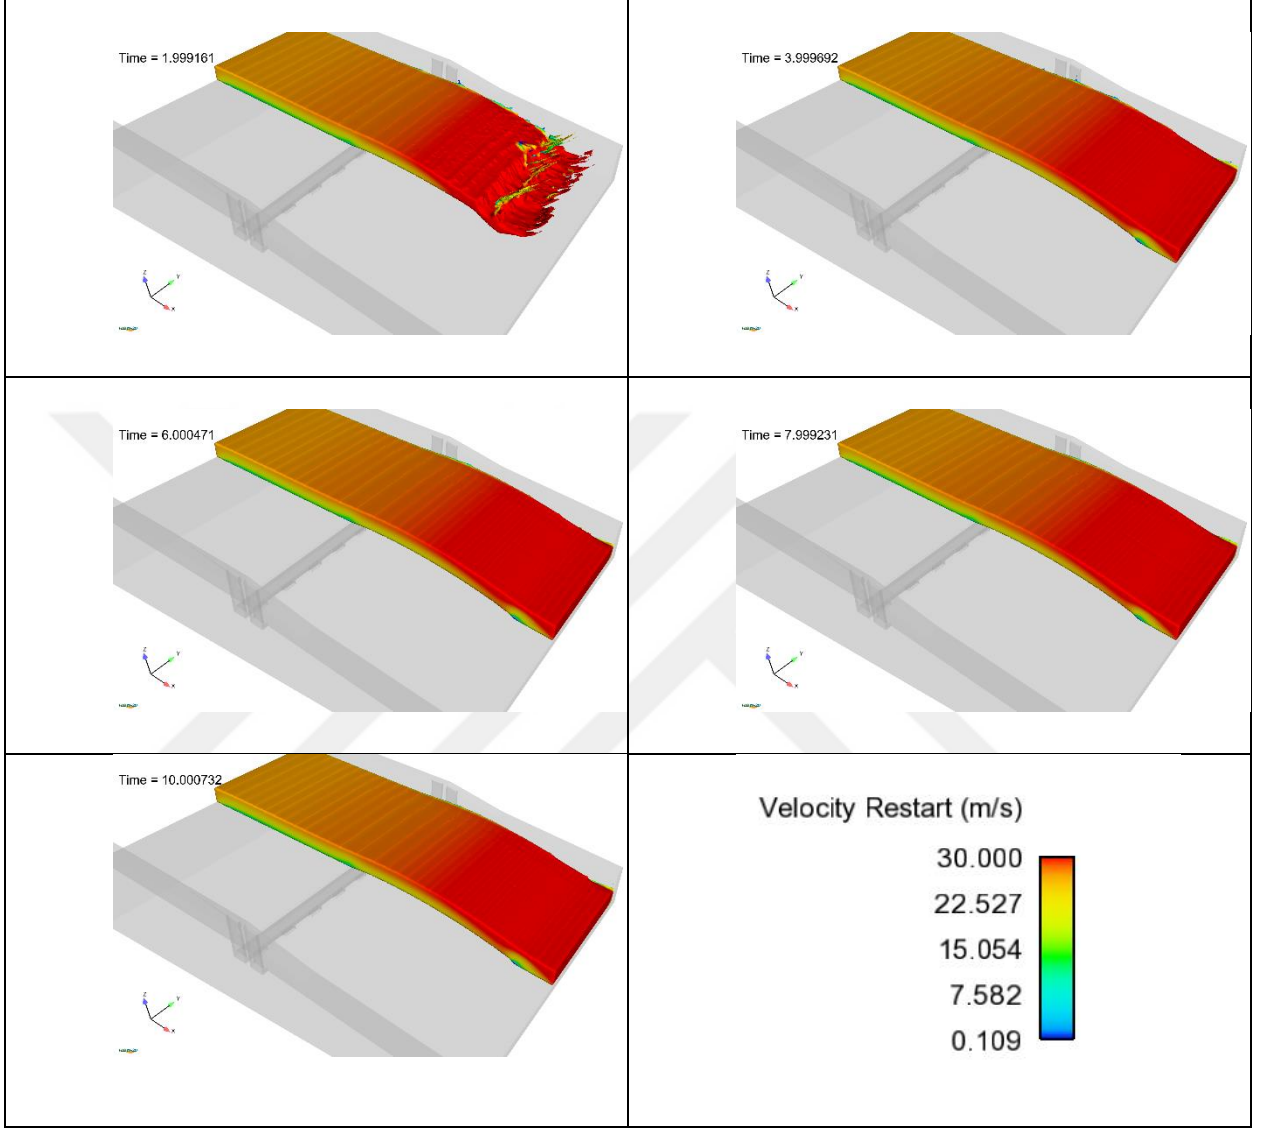 Time = 1.999161
Z
Y
X
Time = 3.999692
Z
Y
X
Time = 6.000471
Z
Y
X
Time = 7.999231
Z
Y
X
Time = 10.000732
Z
Y
X
Velocity Restart (m/s)
30.000
22.527
15.054
7.582
0.109